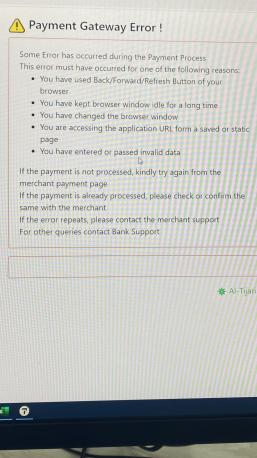 Payment Gateway Error !
Some Error has occurred during the Payment Process
This error must have occurred for one of the following reasons:
• You have used Back/Forward/Refresh Button of your
browser
• You have kept browser window idle for a long time
• You have changed the browser window
• You are accessing the application URL form a saved or static
page
• You have entered or passed invalid data
If the payment is not processed, kindly try again from the
merchant payment page
If the payment is already processed, please check or confirm the
same with the merchant
If the error repeats, please contact the merchant support
For other queries contact Bank Support
Al-Tijari